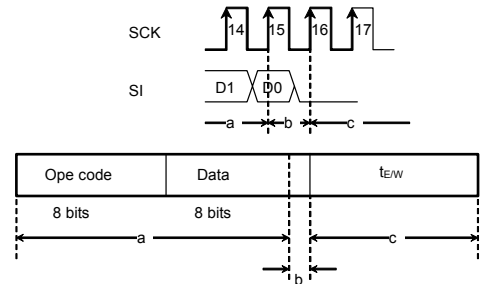 SCK 14 15 16 17
SI D1 D0
a b c
Ope code Data tE/W
8 bits 8 bits
a c
b